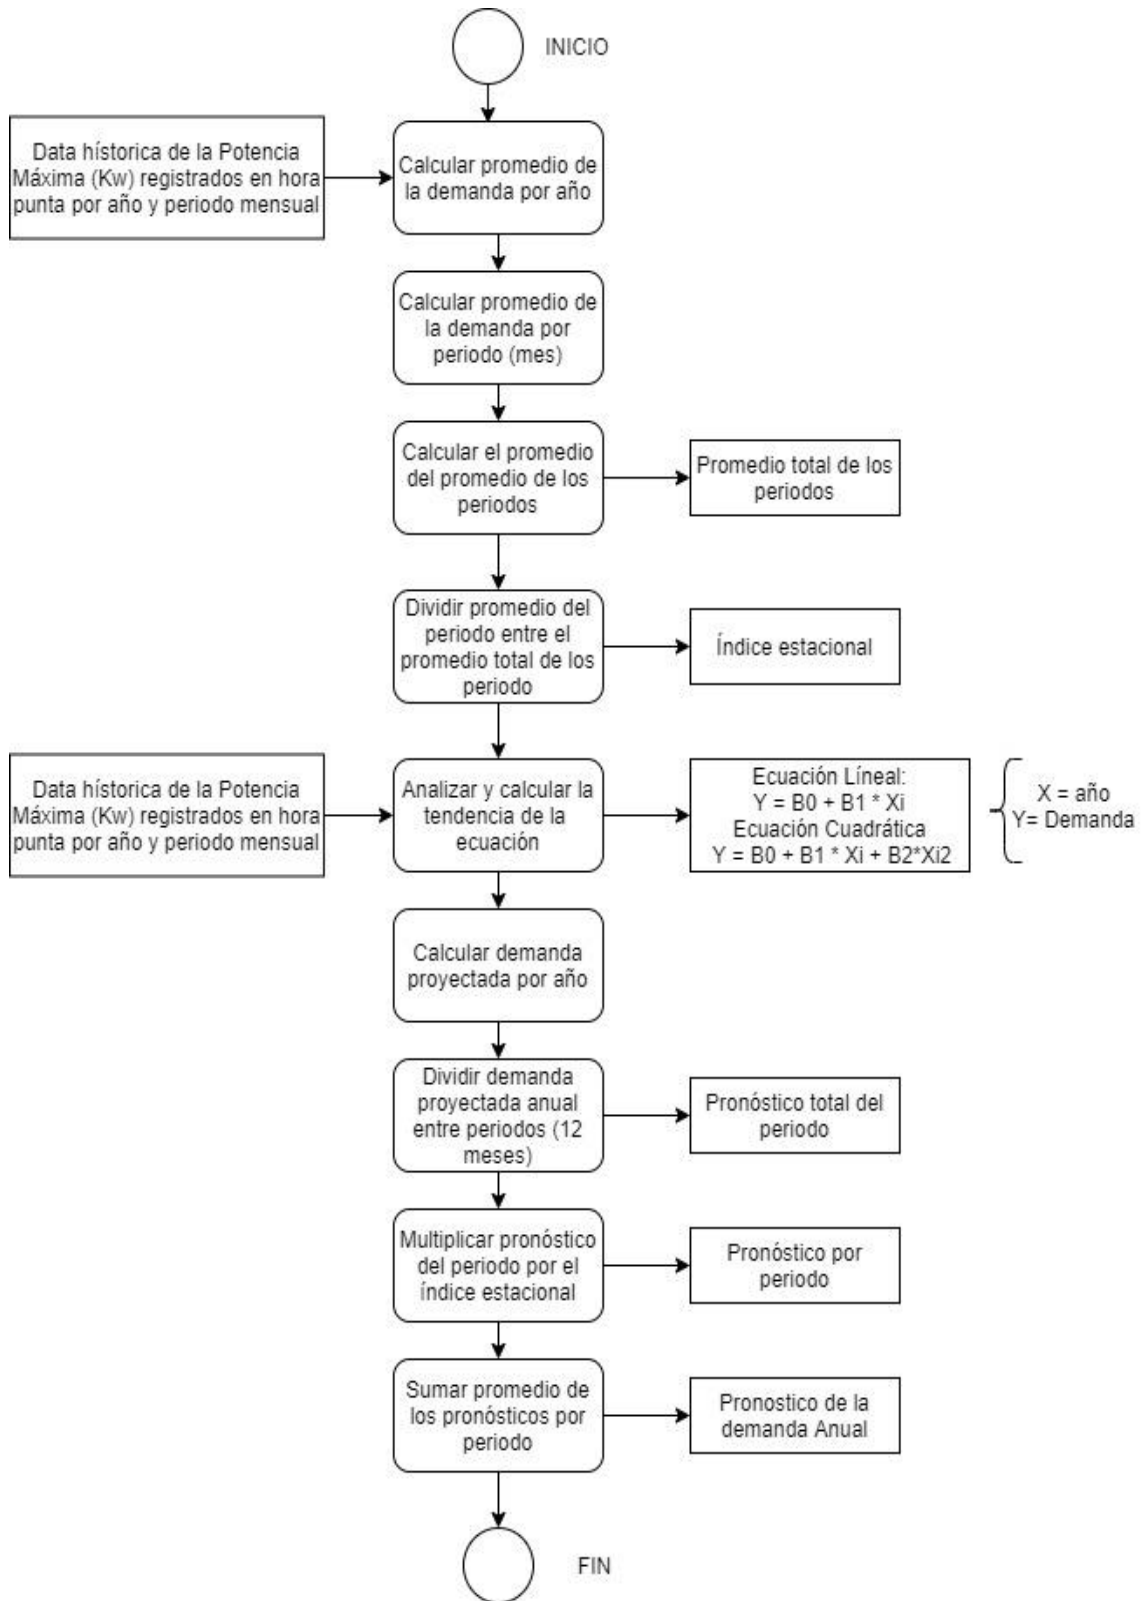 INICIO
Data hístorica de la Potencia
Máxima (Kw) registrados en hora
punta por año y periodo mensual
Calcular promedio de
la demanda por año
Calcular promedio de
la demanda por
periodo (mes)
Calcular el promedio
del promedio de los
periodos
Promedio total de los
periodos
Dividir promedio del
periodo entre el
promedio total de los
periodo
Índice estacional
Data hístorica de la Potencia
Máxima (Kw) registrados en hora
punta por año y periodo mensual
Analizar y calcular la
tendencia de la
ecuación
Ecuación Líneal:
Y = B0 + B1 * Xi
Ecuación Cuadrática
Y = B0 + B1 * Xi + B2*Xi2
X = año
Y= Demanda
Calcular demanda
proyectada por año
Dividir demanda
proyectada anual
entre periodos (12
meses)
Pronóstico total del
periodo
Multiplicar pronóstico
del periodo por el
índice estacional
Pronóstico por
periodo
Sumar promedio de
los pronósticos por
periodo
Pronostico de la
demanda Anual
FIN